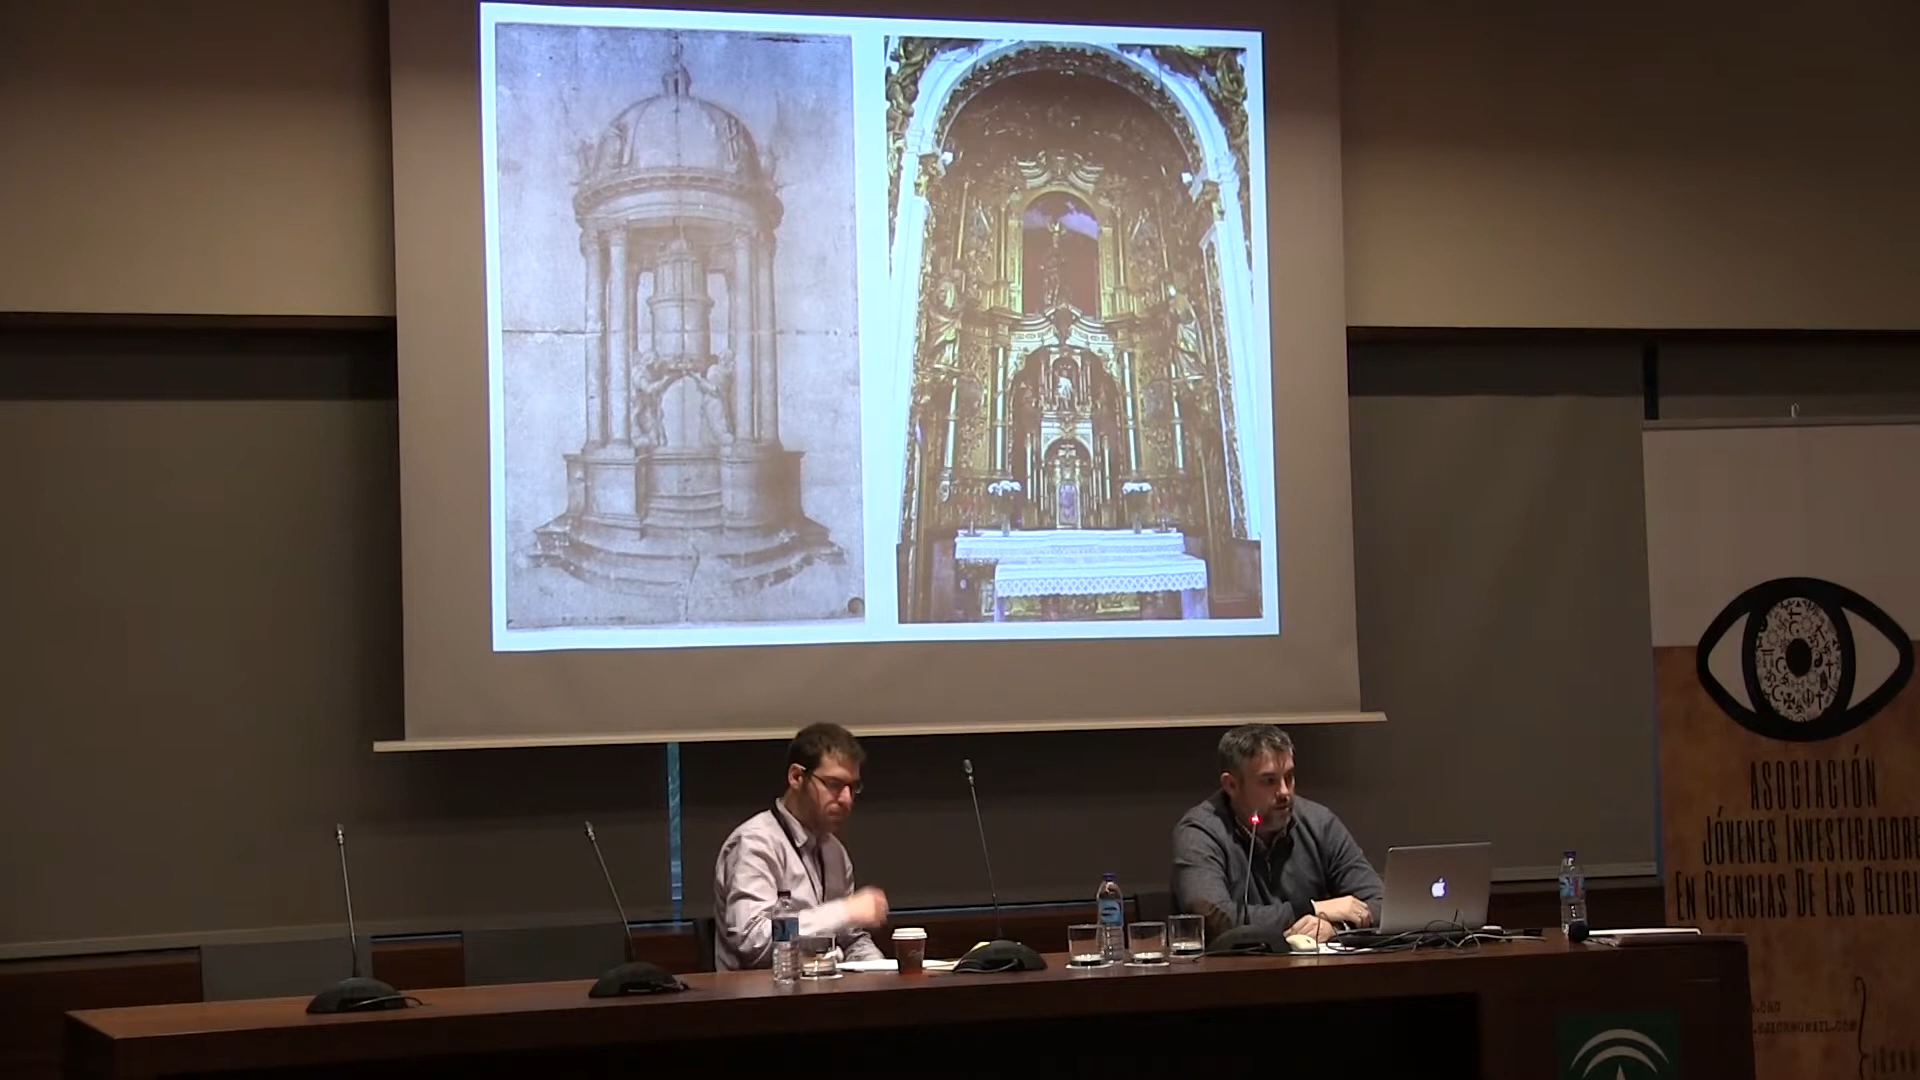 ASOCIACIÓN
JÓVENES INVESTIGADORE
EN CIENCIAS DE LAS RELIGI